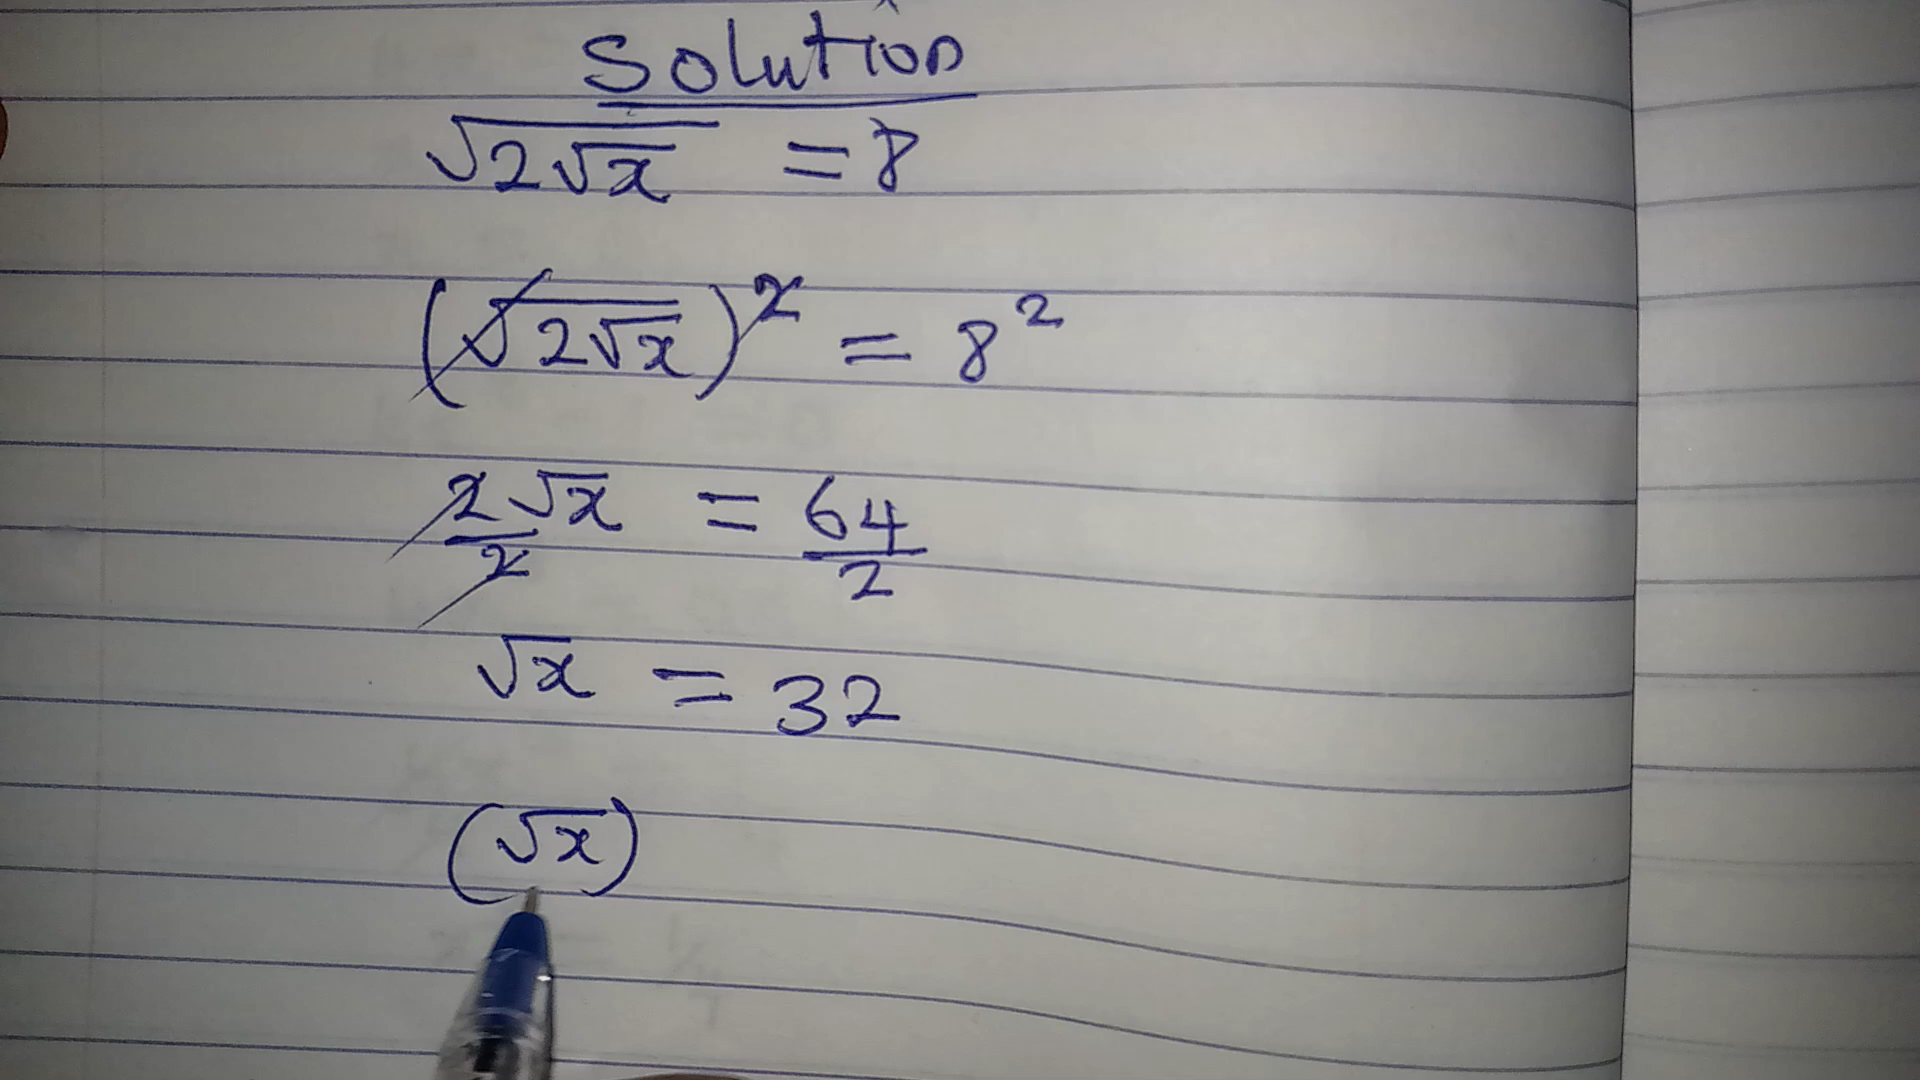 Solution
√(2√x) = 8
(√(2√x))² = 8²
2√x/2 = 64/2
√x = 32
(√x)